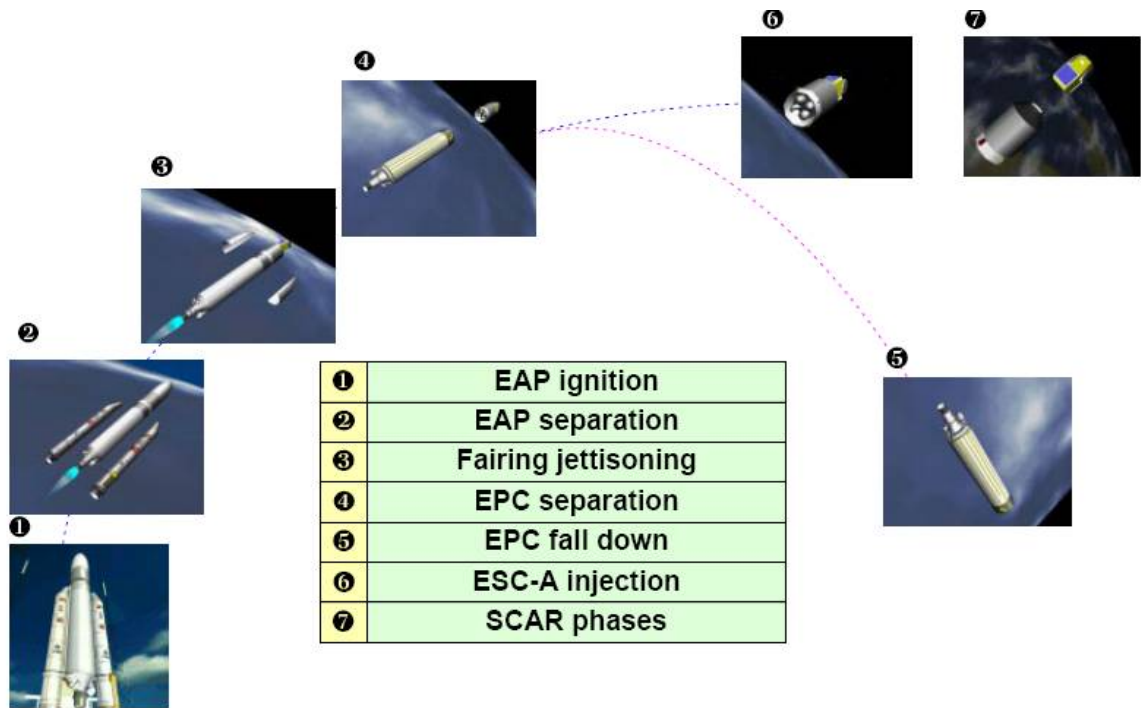 ❻
❼
❹
❸
❺
❷
❶ EAP ignition
❷ EAP separation
❸ Fairing jettisoning
❹ EPC separation
❺ EPC fall down
❻ ESC-A injection
❼ SCAR phases
❶